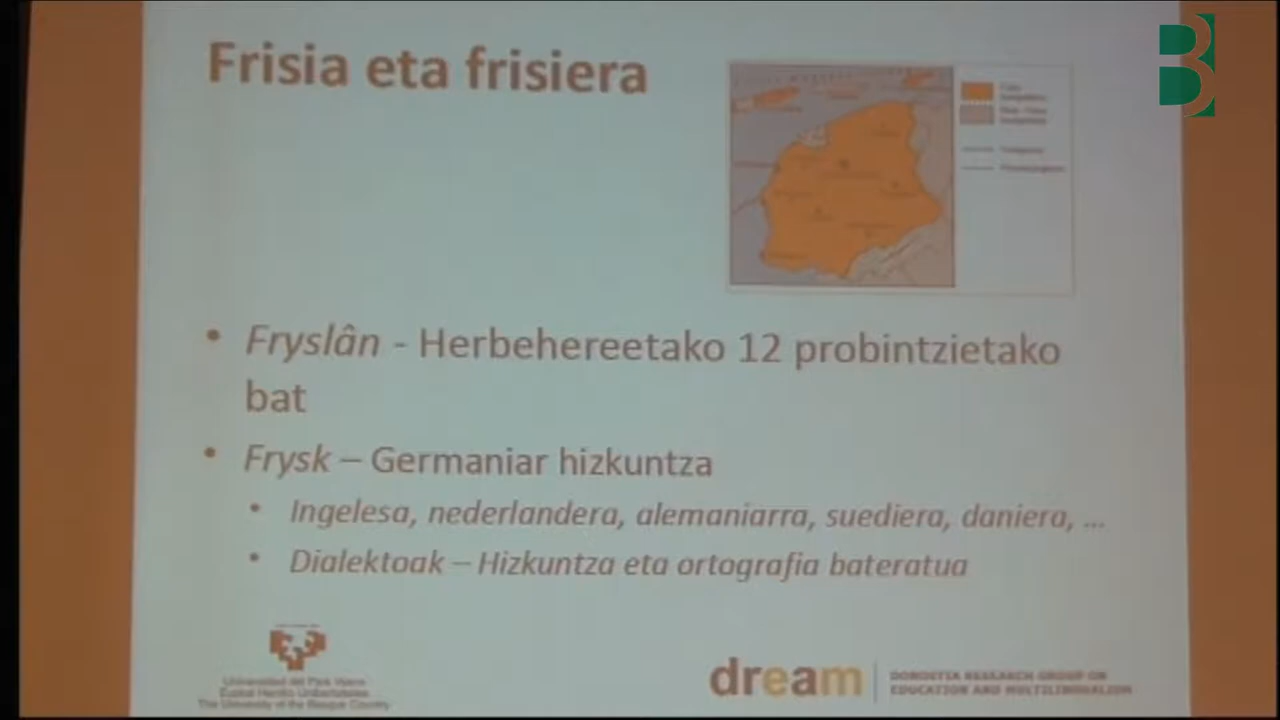 Frisia eta frisiera
• Fryslân - Herbehereetako 12 probintzietako
bat
• Frysk – Germaniar hizkuntza
• Ingelesa, nederlandera, alemaniarra, suediera, daniera, ...
• Dialektoak – Hizkuntza eta ortografia bateratua
Universidad del País Vasco
Euskal Herriko Unibertsitatea
The University of the Basque Country
dream
DONOSTIA RESEARCH GROUP ON
EDUCATION AND MULTILINGUALISM
B